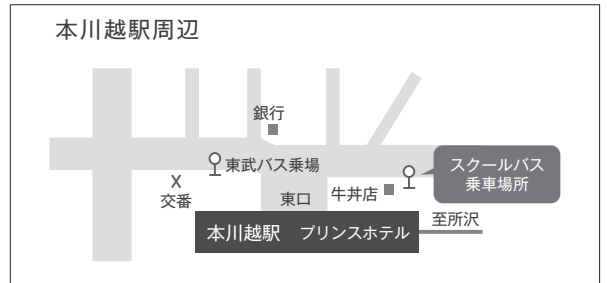 本川越駅周辺
銀行
東武バス乗場
スクールバス
乗車場所
X
交番
東口
牛丼店
本川越駅 プリンスホテル
至所沢